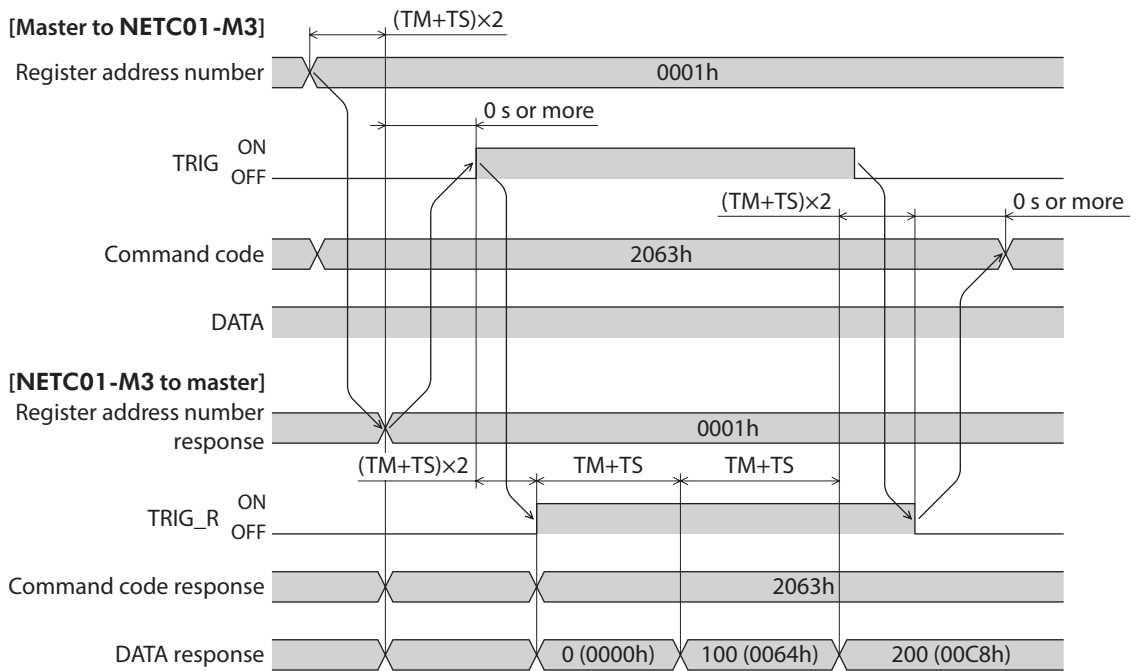 [Master to NETC01-M3]
(TM+TS)×2
Register address number
0001h
0 s or more
TRIG
ON
OFF
(TM+TS)×2
0 s or more
Command code
2063h
DATA
[NETC01-M3 to master]
Register address number
response
0001h
(TM+TS)×2
TM+TS
TM+TS
TRIG_R
ON
OFF
Command code response
2063h
DATA response
0 (0000h)
100 (0064h)
200 (00C8h)